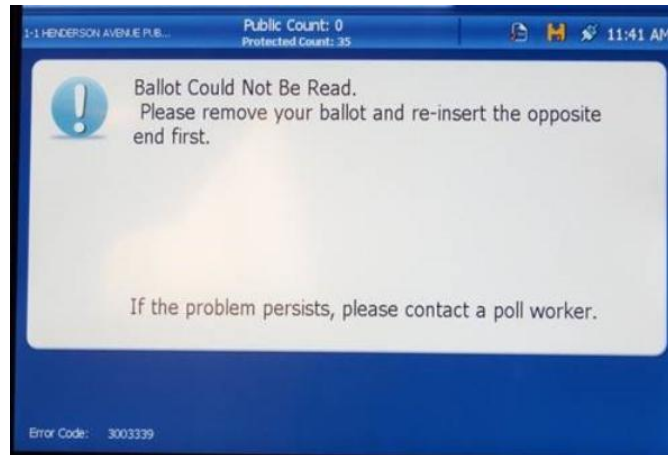 1-1 HENDERSON AVENUE PUB...
Public Count: 0
Protected Count: 35
11:41 AM
Ballot Could Not Be Read.
Please remove your ballot and re-insert the opposite
end first.
If the problem persists, please contact a poll worker.
Error Code: 3003339